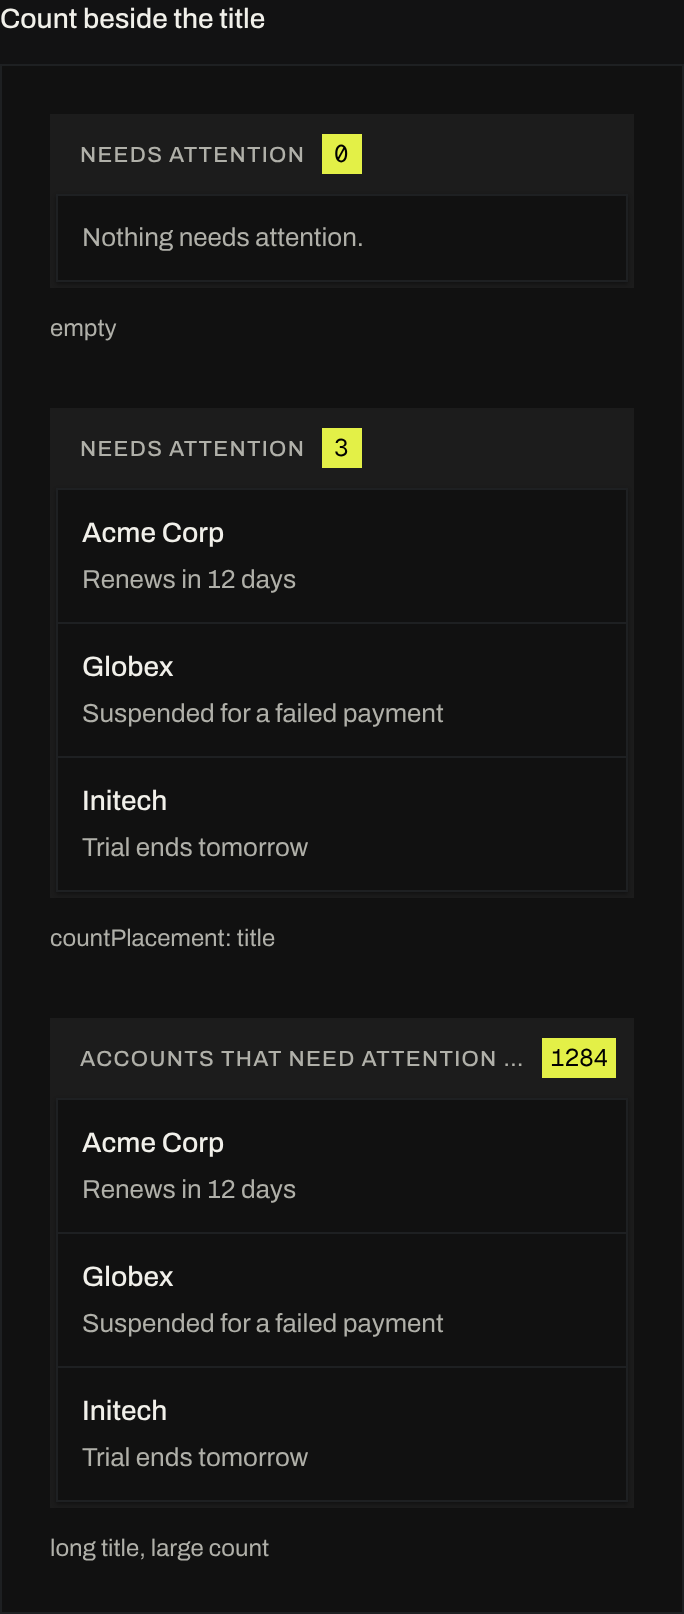 Count beside the title
NEEDS ATTENTION 0
Nothing needs attention.
empty
NEEDS ATTENTION 3
Acme Corp
Renews in 12 days
Globex
Suspended for a failed payment
Initech
Trial ends tomorrow
countPlacement: title
ACCOUNTS THAT NEED ATTENTION ... 1284
Acme Corp
Renews in 12 days
Globex
Suspended for a failed payment
Initech
Trial ends tomorrow
long title, large count